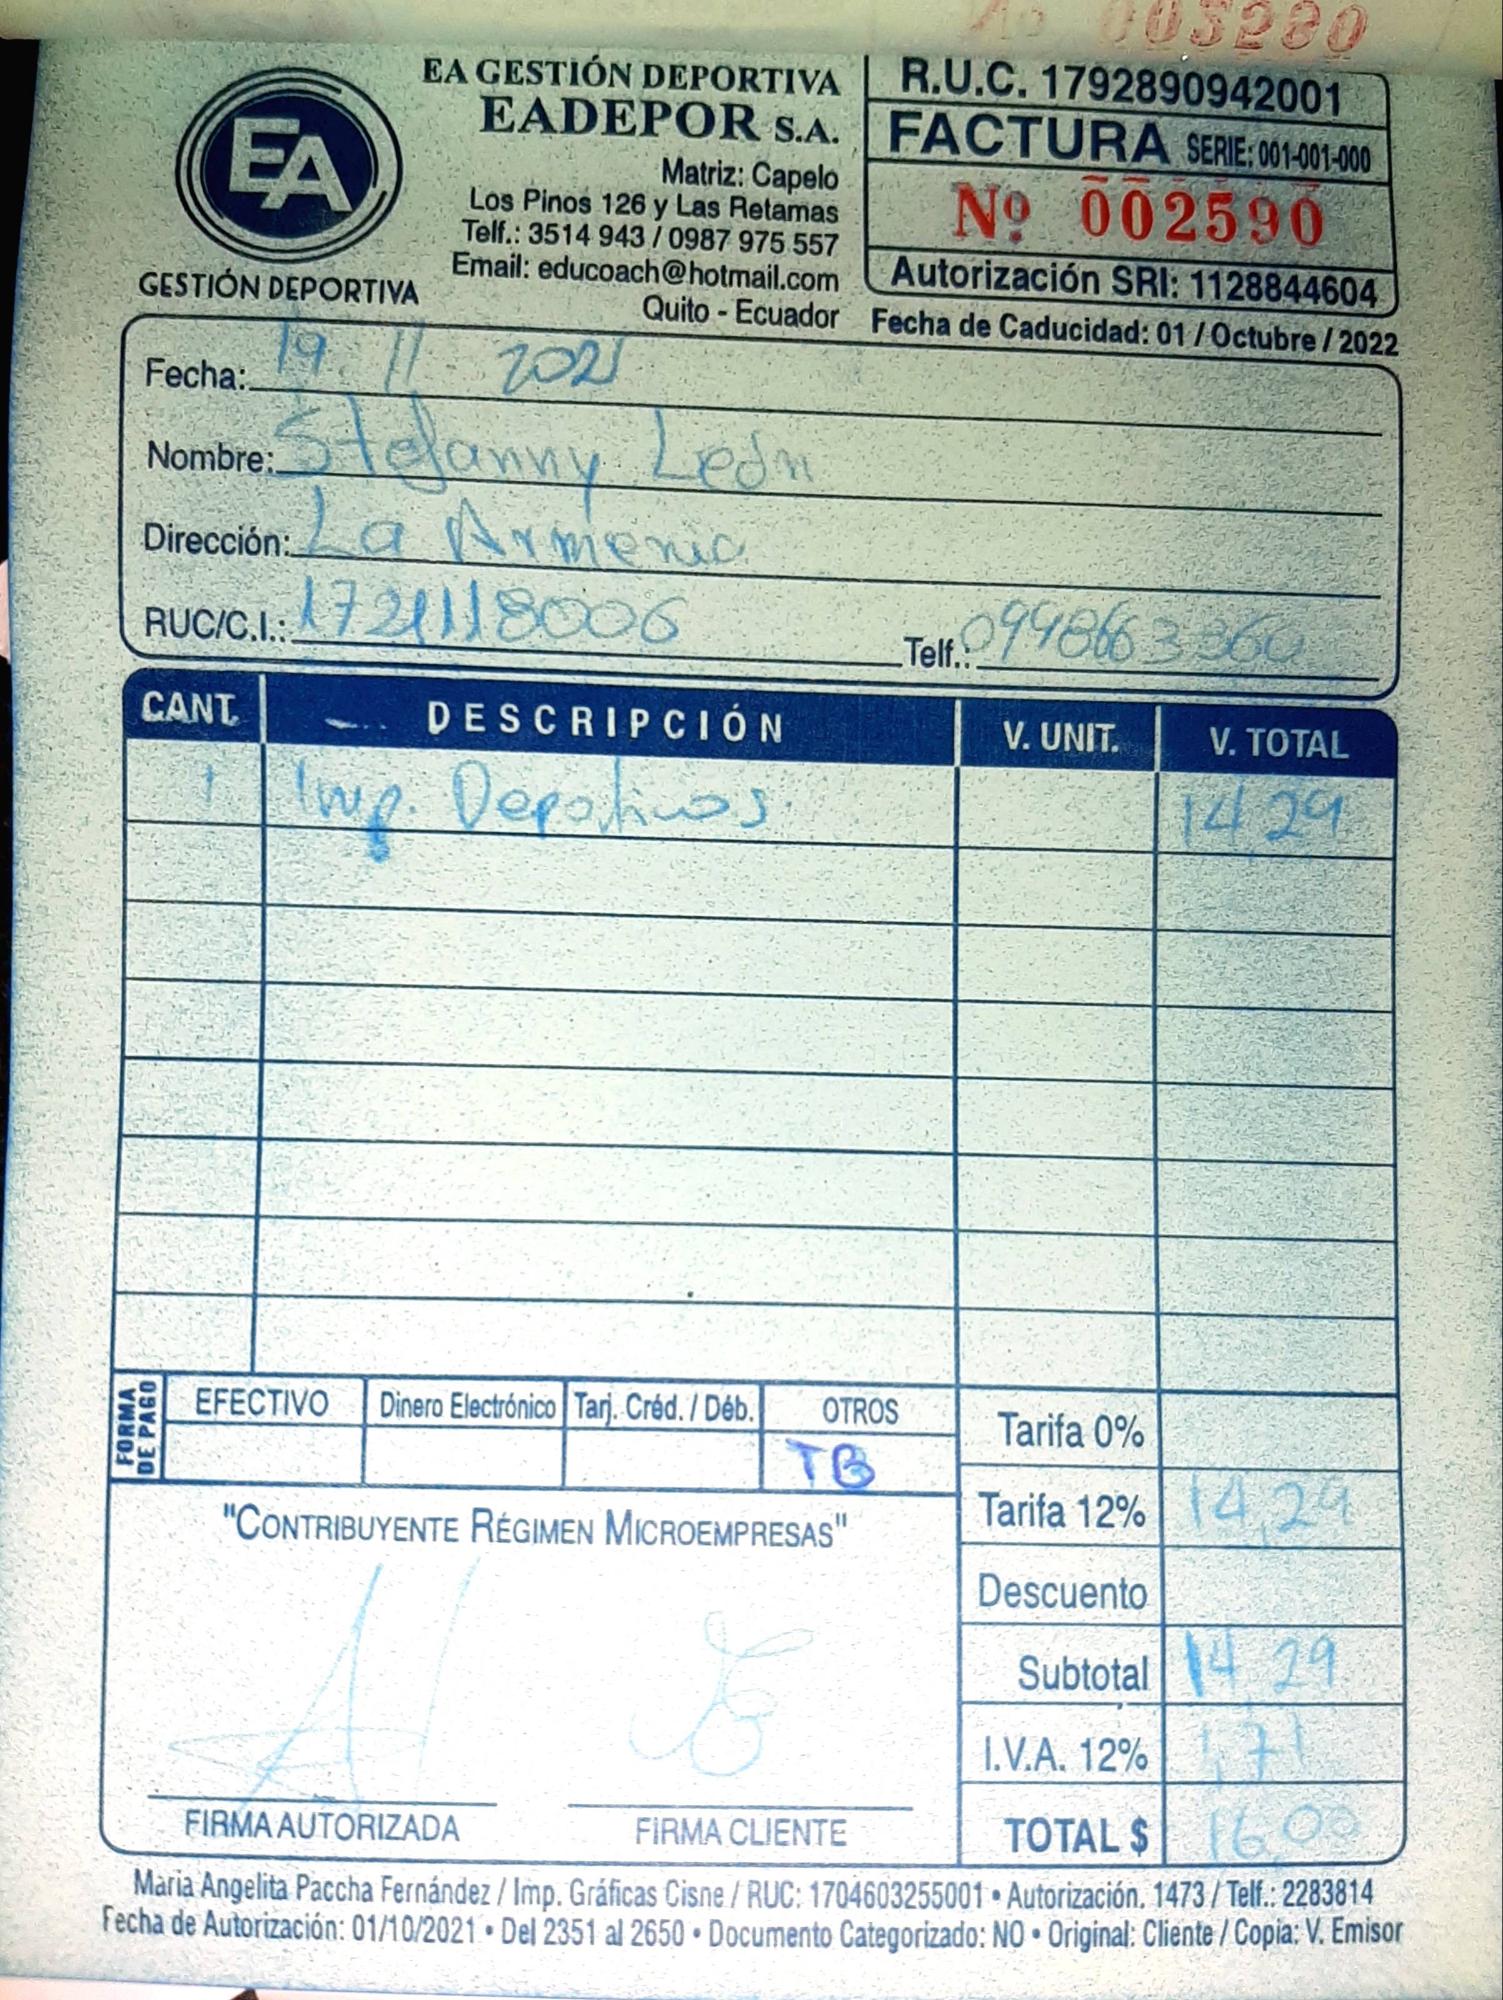 Nº 003280
EA
GESTIÓN DEPORTIVA
EA GESTIÓN DEPORTIVA
EADEPOR S.A.
Matriz: Capelo
Los Pinos 126 y Las Retamas
Telf.: 3514 943 / 0987 975 557
Email: educoach@hotmail.com
Quito - Ecuador
R.U.C. 1792890942001
FACTURA SERIE: 001-001-000
Nº 002590
Autorización SRI: 1128844604
Fecha de Caducidad: 01 / Octubre / 2022
Fecha: 19 11 2021
Nombre: Stefanny León
Dirección: La Armenia
RUC/C.I.: 1721118006 Telf.: 0998663360
CANT. DESCRIPCIÓN V. UNIT. V. TOTAL
1 Imp. Depotivos 14,29
FORMA DE PAGO
EFECTIVO Dinero Electrónico Tarj. Créd. / Déb. OTROS
TB
Tarifa 0%
Tarifa 12% 14,29
Descuento
Subtotal 14,29
I.V.A. 12% 1,71
TOTAL $ 16,00
"CONTRIBUYENTE RÉGIMEN MICROEMPRESAS"
FIRMA AUTORIZADA FIRMA CLIENTE
Maria Angelita Paccha Fernández / Imp. Gráficas Cisne / RUC: 1704603255001 • Autorización. 1473 / Telf.: 2283814
Fecha de Autorización: 01/10/2021 • Del 2351 al 2650 • Documento Categorizado: NO • Original: Cliente / Copia: V. Emisor